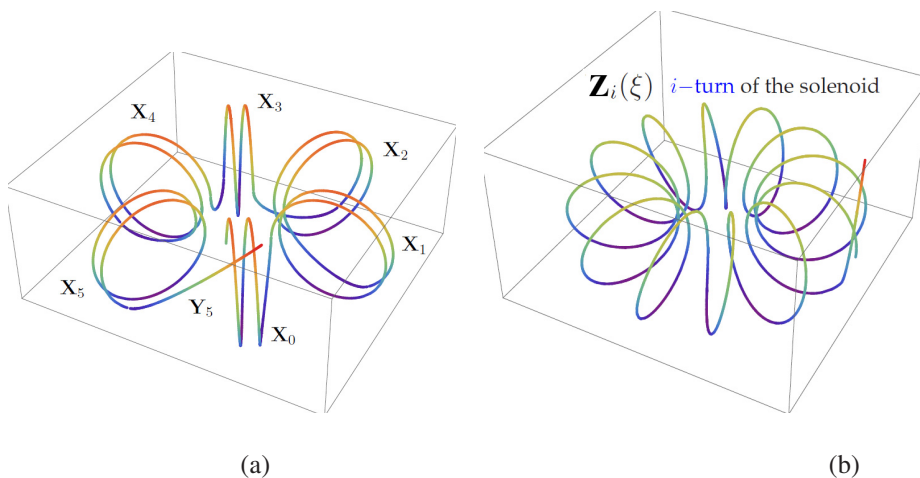 X₃
X₄
X₂
X₁
X₅
Y₅
X₀
(a)
Zᵢ(ξ) i−turn of the solenoid
(b)